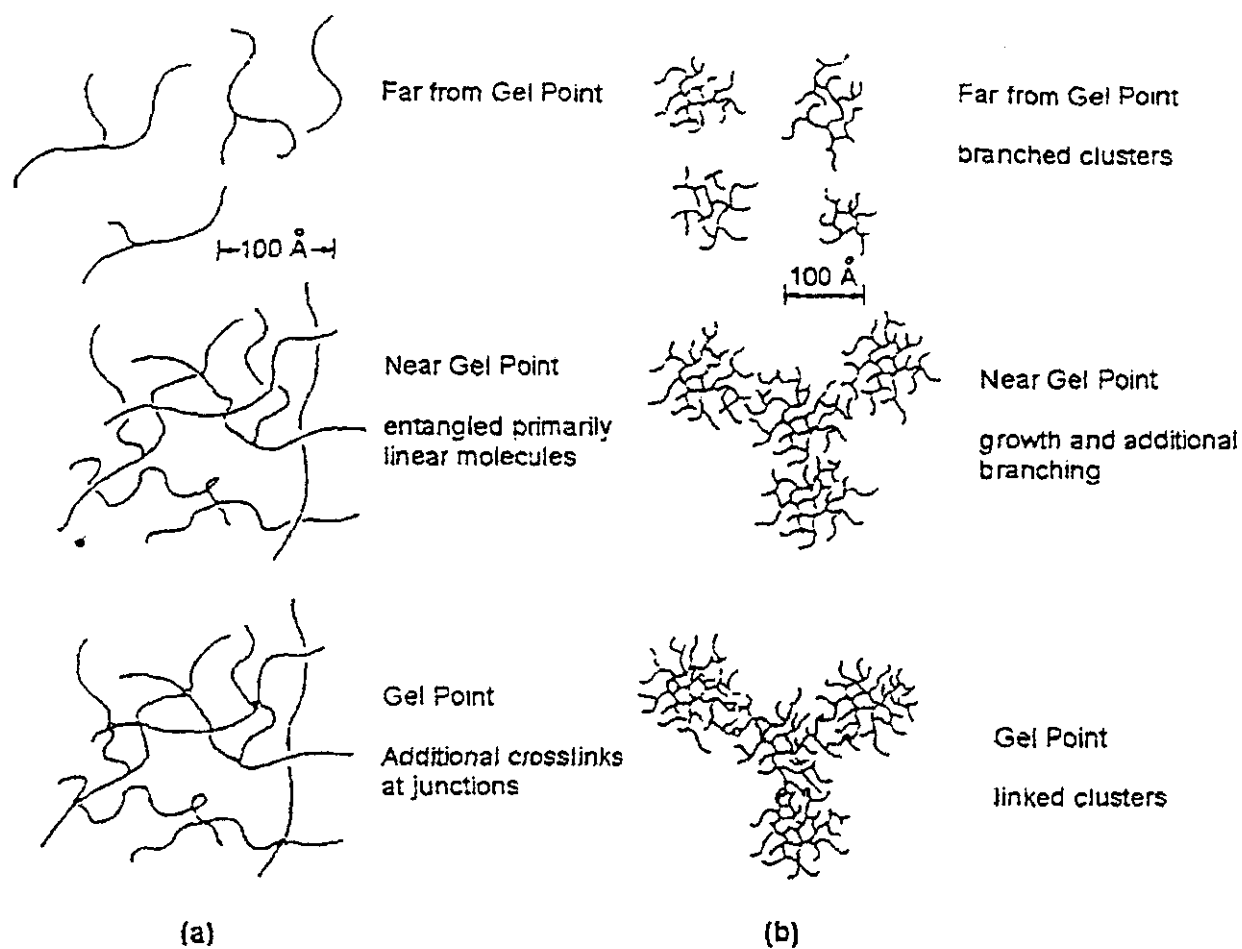 Far from Gel Point
100 Å
Near Gel Point
entangled primarily
linear molecules
Gel Point
Additional crosslinks
at junctions
(a)
Far from Gel Point
branched clusters
100 Å
Near Gel Point
growth and additional
branching
Gel Point
linked clusters
(b)